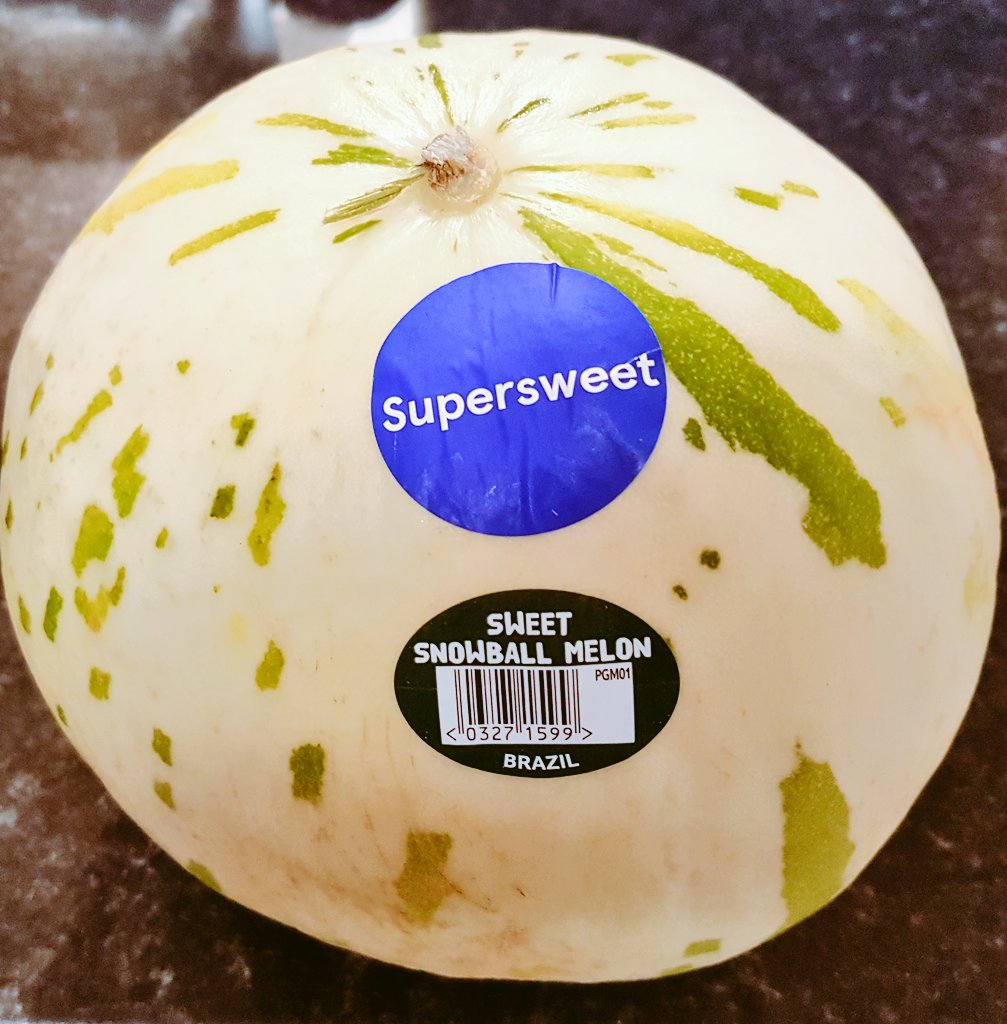 Supersweet
SWEET
SNOWBALL MELON
PGM01
<0327"1599">
BRAZIL